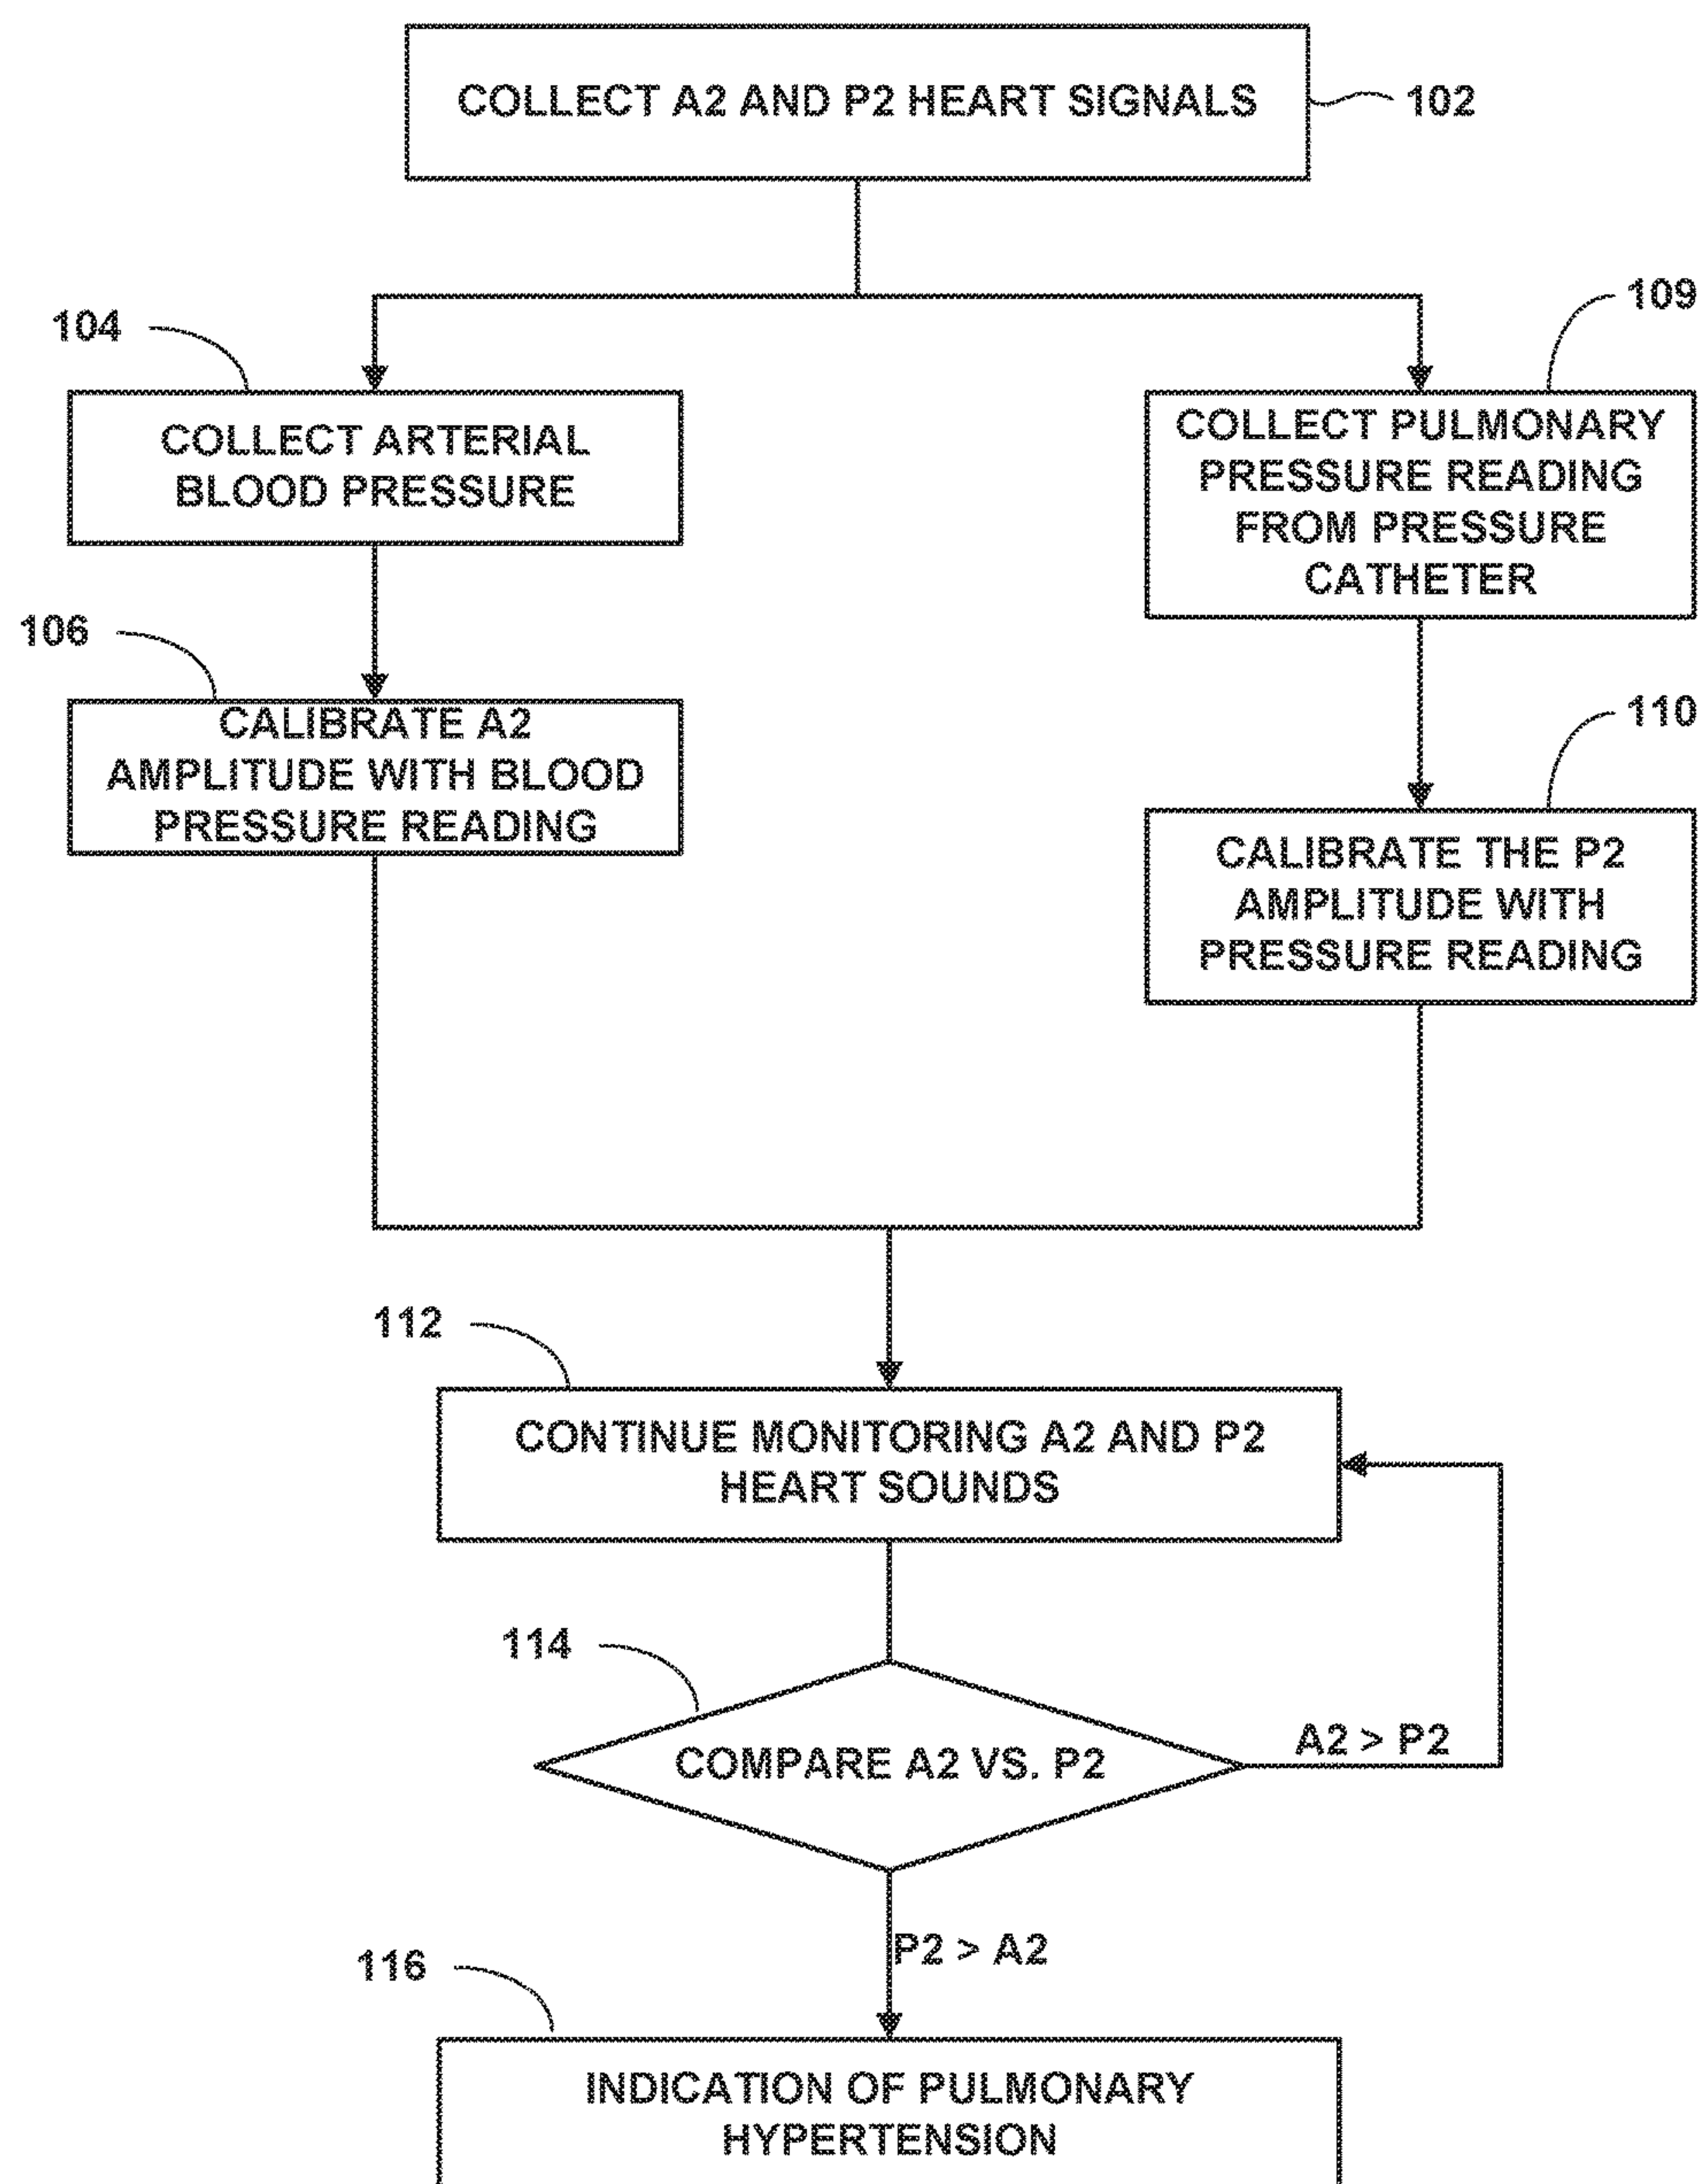 COLLECT A2 AND P2 HEART SIGNALS
102
104
COLLECT ARTERIAL
BLOOD PRESSURE
109
COLLECT PULMONARY
PRESSURE READING
FROM PRESSURE
CATHETER
106
CALIBRATE A2
AMPLITUDE WITH BLOOD
PRESSURE READING
110
CALIBRATE THE P2
AMPLITUDE WITH
PRESSURE READING
112
CONTINUE MONITORING A2 AND P2
HEART SOUNDS
114
COMPARE A2 VS. P2
A2 > P2
P2 > A2
116
INDICATION OF PULMONARY
HYPERTENSION